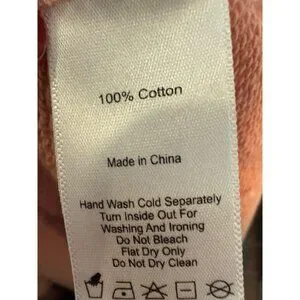 100% Cotton
Made in China
Hand Wash Cold Separately
Turn Inside Out For
Washing And Ironing
Do Not Bleach
Flat Dry Only
Do Not Dry Clean